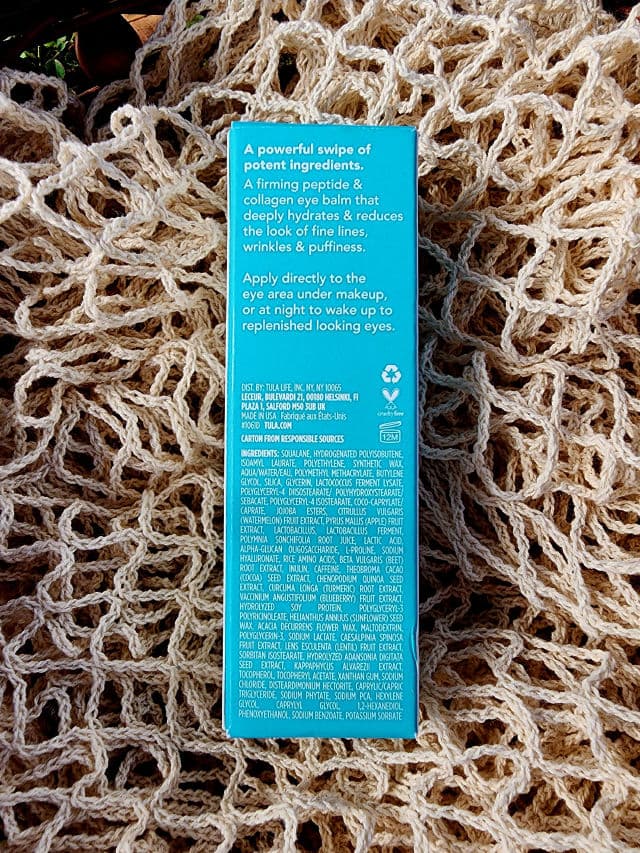 A powerful swipe of
potent ingredients.
A firming peptide &
collagen eye balm that
deeply hydrates & reduces
the look of fine lines,
wrinkles & puffiness.
Apply directly to the
eye area under makeup,
or at night to wake up to
replenished looking eyes.
DIST. BY: TULA LIFE, INC. NY, NY 10065
LECEUR, BULEVARDI 21, 00180 HELSINKI, FI
PLAZA 1, SALFORD M50 SUB UK
MADE IN USA Fabriqué aux États-Unis
#10610 TULA.COM
CARTON FROM RESPONSIBLE SOURCES
crueltyfree
12M
INGREDIENTS: SQUALANE, HYDROGENATED POLYISOBUTENE,
ISOAMYL LAURATE, POLYETHYLENE, SYNTHETIC WAX,
AQUA/WATER/EAU, POLYMETHYL METHACRYLATE, BUTYLENE
GLYCOL, SILICA, GLYCERIN, LACTOCOCCUS FERMENT LYSATE,
POLYGLYCERYL-4 DIISOSTEARATE/ POLYHYDROXYSTEARATE/
SEBACATE, POLYGLYCERYL-4 ISOSTEARATE, COCO-CAPRYLATE/
CAPRATE, JOJOBA ESTERS, CITRULLUS VULGARIS
(WATERMELON) FRUIT EXTRACT, PYRUS MALUS (APPLE) FRUIT
EXTRACT, LACTOBACILLUS, LACTOBACILLUS FERMENT,
POLYMNIA SONCHIFOLIA ROOT JUICE, LACTIC ACID,
ALPHA-GLUCAN OLIGOSACCHARIDE, L-PROLINE, SODIUM
HYALURONATE, RICE AMINO ACIDS, BETA VULGARIS (BEET)
ROOT EXTRACT, INULIN, CAFFEINE, THEOBROMA CACAO
(COCOA) SEED EXTRACT, CHENOPODIUM QUINOA SEED
EXTRACT, CURCUMA LONGA (TURMERIC) ROOT EXTRACT,
VACCINIUM ANGUSTIFOLIUM (BLUEBERRY) FRUIT EXTRACT,
HYDROLYZED SOY PROTEIN, POLYGLYCERYL-3
POLYRICINOLEATE, HELIANTHUS ANNUUS (SUNFLOWER) SEED
WAX, ACACIA DECURRENS FLOWER WAX, MALTODEXTRIN,
POLYGLYCERIN-3, SODIUM LACTATE, CAESALPINIA SPINOSA
FRUIT EXTRACT, LENS ESCULENTA (LENTIL) FRUIT EXTRACT,
SORBITAN ISOSTEARATE, HYDROLYZED ADANSONIA DIGITATA
SEED EXTRACT, KAPPAPHYCUS ALVAREZII EXTRACT,
TOCOPHEROL, TOCOPHERYL ACETATE, XANTHAN GUM, SODIUM
CHLORIDE, DISTEARDIMONIUM HECTORITE, CAPRYLIC/CAPRIC
TRIGLYCERIDE, SODIUM PHYTATE, SODIUM PCA, HEXYLENE
GLYCOL, CAPRYLYL GLYCOL, 1,2-HEXANEDIOL,
PHENOXYETHANOL, SODIUM BENZOATE, POTASSIUM SORBATE